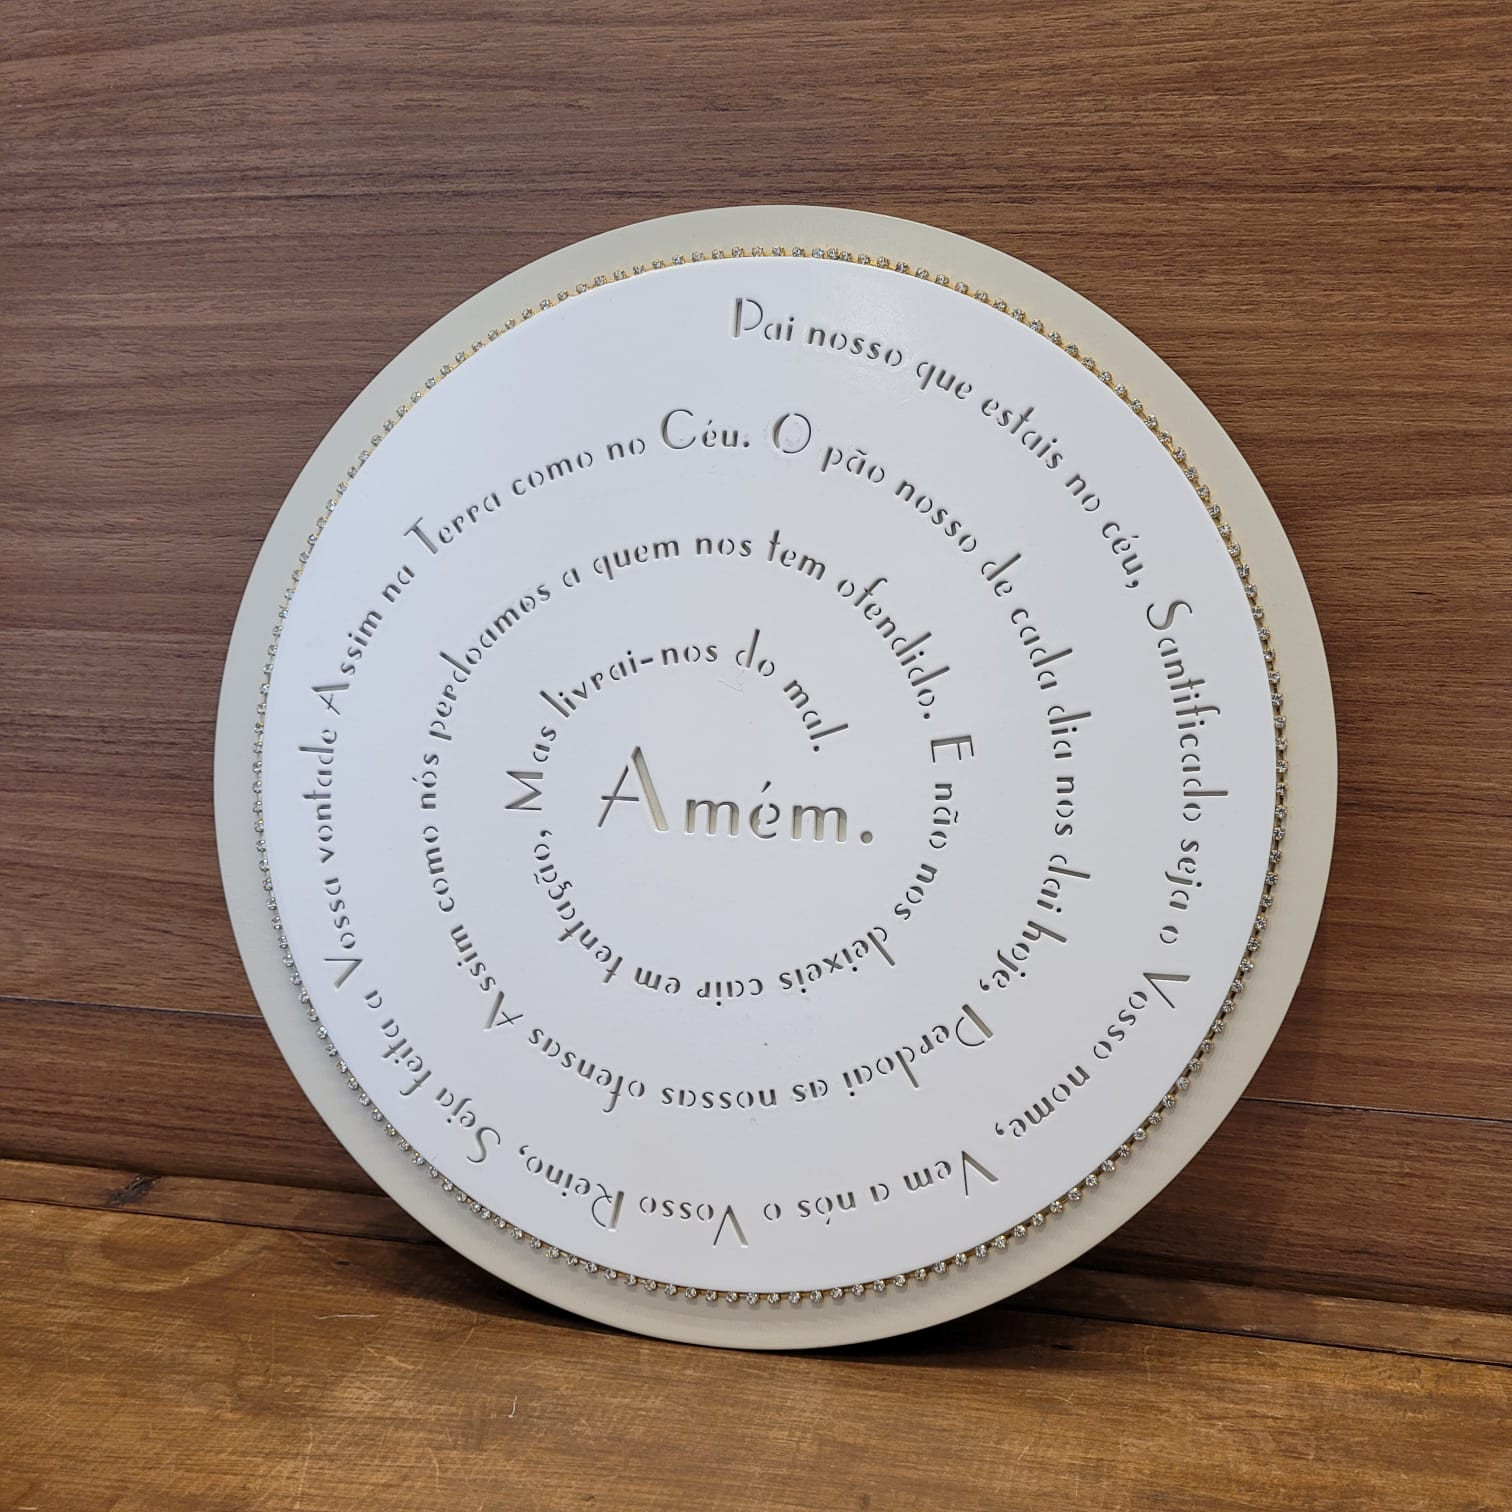 Pai nosso que estais no céu, Santificado seja o Vosso nome, Vem a nós o Vosso Reino, Seja feita a Vossa vontade Assim na Terra como no Céu. O pão nosso de cada dia nos dai hoje, Perdoai as nossas ofensas Assim como nós perdoamos a quem nos tem ofendido. E não nos deixeis cair em tentação, Mas livrai-nos do mal.
Amém.